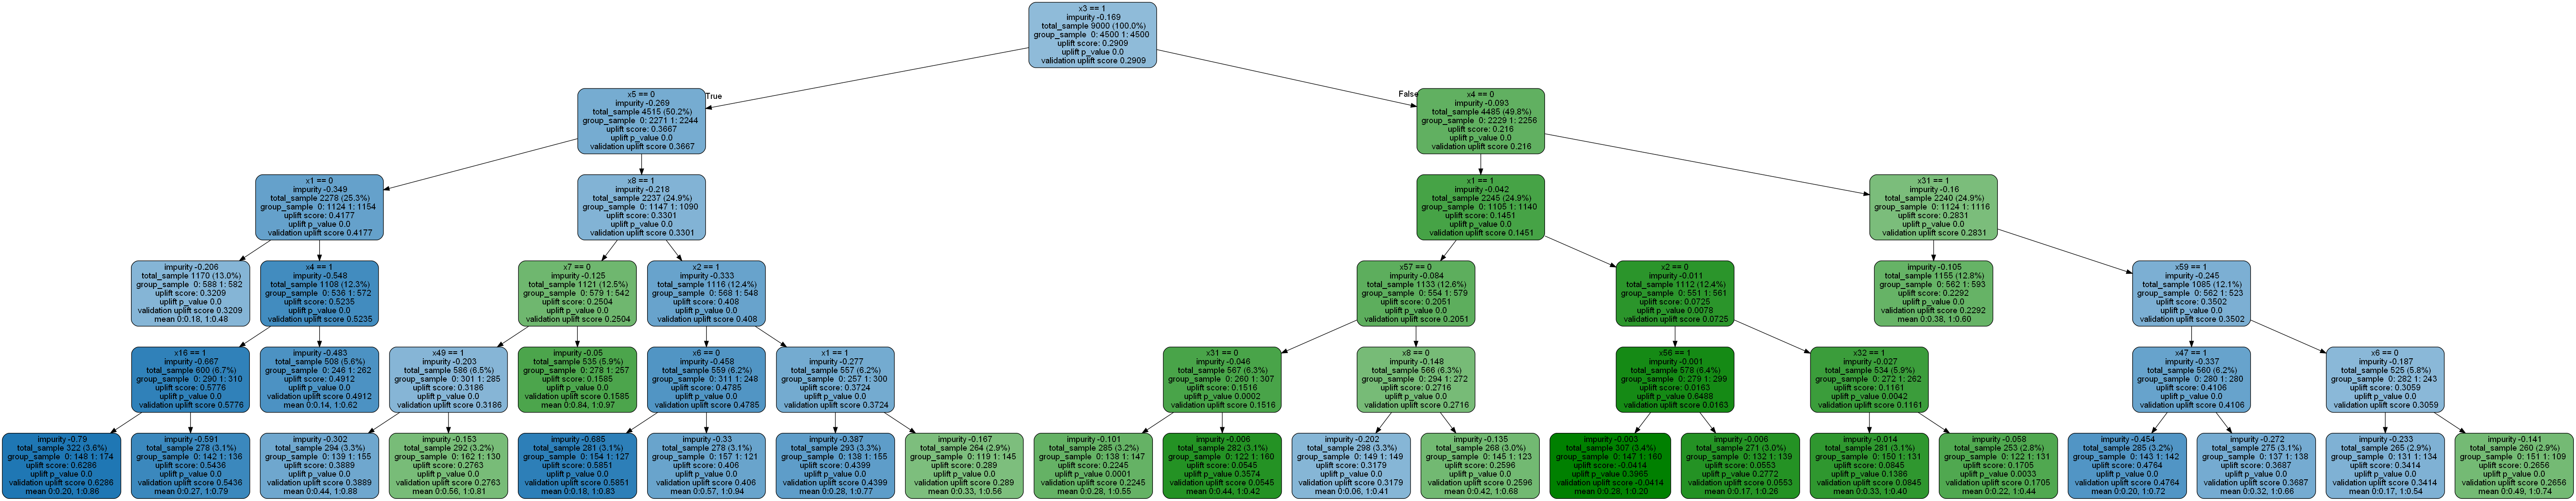 x3 == 1
impurity -0.169
total_sample 9000 (100.0%)
group_sample 0: 4500 1: 4500
uplift score: 0.2909
uplift p_value 0.0
validation uplift score 0.2909
True
False
x5 == 0
impurity -0.269
total_sample 4515 (50.2%)
group_sample 0: 2271 1: 2244
uplift score: 0.3667
uplift p_value 0.0
validation uplift score 0.3667
x4 == 0
impurity -0.093
total_sample 4485 (49.8%)
group_sample 0: 2229 1: 2256
uplift score: 0.216
uplift p_value 0.0
validation uplift score 0.216
x1 == 0
impurity -0.349
total_sample 2278 (25.3%)
group_sample 0: 1124 1: 1154
uplift score: 0.4177
uplift p_value 0.0
validation uplift score 0.4177
x8 == 1
impurity -0.218
total_sample 2237 (24.9%)
group_sample 0: 1147 1: 1090
uplift score: 0.3301
uplift p_value 0.0
validation uplift score 0.3301
x1 == 1
impurity -0.042
total_sample 2245 (24.9%)
group_sample 0: 1105 1: 1140
uplift score: 0.1451
uplift p_value 0.0
validation uplift score 0.1451
x31 == 1
impurity -0.16
total_sample 2240 (24.9%)
group_sample 0: 1124 1: 1116
uplift score: 0.2831
uplift p_value 0.0
validation uplift score 0.2831
impurity -0.206
total_sample 1170 (13.0%)
group_sample 0: 588 1: 582
uplift score: 0.3209
uplift p_value 0.0
validation uplift score 0.3209
mean 0:0.18, 1:0.48
x4 == 1
impurity -0.548
total_sample 1108 (12.3%)
group_sample 0: 536 1: 572
uplift score: 0.5235
uplift p_value 0.0
validation uplift score 0.5235
x7 == 0
impurity -0.125
total_sample 1121 (12.5%)
group_sample 0: 579 1: 542
uplift score: 0.2504
uplift p_value 0.0
validation uplift score 0.2504
x2 == 1
impurity -0.333
total_sample 1116 (12.4%)
group_sample 0: 568 1: 548
uplift score: 0.408
uplift p_value 0.0
validation uplift score 0.408
x57 == 0
impurity -0.084
total_sample 1133 (12.6%)
group_sample 0: 554 1: 579
uplift score: 0.2051
uplift p_value 0.0
validation uplift score 0.2051
x2 == 0
impurity -0.011
total_sample 1112 (12.4%)
group_sample 0: 551 1: 561
uplift score: 0.0725
uplift p_value 0.0078
validation uplift score 0.0725
impurity -0.105
total_sample 1155 (12.8%)
group_sample 0: 562 1: 593
uplift score: 0.2292
uplift p_value 0.0
validation uplift score 0.2292
mean 0:0.38, 1:0.60
x59 == 1
impurity -0.245
total_sample 1085 (12.1%)
group_sample 0: 562 1: 523
uplift score: 0.3502
uplift p_value 0.0
validation uplift score 0.3502
x16 == 1
impurity -0.667
total_sample 600 (6.7%)
group_sample 0: 290 1: 310
uplift score: 0.5776
uplift p_value 0.0
validation uplift score 0.5776
impurity -0.483
total_sample 508 (5.6%)
group_sample 0: 246 1: 262
uplift score: 0.4912
uplift p_value 0.0
validation uplift score 0.4912
mean 0:0.14, 1:0.62
x49 == 1
impurity -0.203
total_sample 586 (6.5%)
group_sample 0: 301 1: 285
uplift score: 0.3186
uplift p_value 0.0
validation uplift score 0.3186
impurity -0.05
total_sample 535 (5.9%)
group_sample 0: 278 1: 257
uplift score: 0.1585
uplift p_value 0.0
validation uplift score 0.1585
mean 0:0.84, 1:0.97
x6 == 0
impurity -0.458
total_sample 559 (6.2%)
group_sample 0: 311 1: 248
uplift score: 0.4785
uplift p_value 0.0
validation uplift score 0.4785
x1 == 1
impurity -0.277
total_sample 557 (6.2%)
group_sample 0: 257 1: 300
uplift score: 0.3724
uplift p_value 0.0
validation uplift score 0.3724
x31 == 0
impurity -0.046
total_sample 567 (6.3%)
group_sample 0: 260 1: 307
uplift score: 0.1516
uplift p_value 0.0002
validation uplift score 0.1516
x8 == 0
impurity -0.148
total_sample 566 (6.3%)
group_sample 0: 294 1: 272
uplift score: 0.2716
uplift p_value 0.0
validation uplift score 0.2716
x56 == 1
impurity -0.001
total_sample 578 (6.4%)
group_sample 0: 279 1: 299
uplift score: 0.0163
uplift p_value 0.6488
validation uplift score 0.0163
x32 == 1
impurity -0.027
total_sample 534 (5.9%)
group_sample 0: 272 1: 262
uplift score: 0.1161
uplift p_value 0.0042
validation uplift score 0.1161
x47 == 1
impurity -0.337
total_sample 560 (6.2%)
group_sample 0: 280 1: 280
uplift score: 0.4106
uplift p_value 0.0
validation uplift score 0.4106
x6 == 0
impurity -0.187
total_sample 525 (5.8%)
group_sample 0: 282 1: 243
uplift score: 0.3059
uplift p_value 0.0
validation uplift score 0.3059
impurity -0.79
total_sample 322 (3.6%)
group_sample 0: 148 1: 174
uplift score: 0.6286
uplift p_value 0.0
validation uplift score 0.6286
mean 0:0.20, 1:0.86
impurity -0.591
total_sample 278 (3.1%)
group_sample 0: 142 1: 136
uplift score: 0.5436
uplift p_value 0.0
validation uplift score 0.5436
mean 0:0.27, 1:0.79
impurity -0.302
total_sample 294 (3.3%)
group_sample 0: 139 1: 155
uplift score: 0.3889
uplift p_value 0.0
validation uplift score 0.3889
mean 0:0.44, 1:0.88
impurity -0.153
total_sample 292 (3.2%)
group_sample 0: 162 1: 130
uplift score: 0.2763
uplift p_value 0.0
validation uplift score 0.2763
mean 0:0.56, 1:0.81
impurity -0.685
total_sample 281 (3.1%)
group_sample 0: 154 1: 127
uplift score: 0.5851
uplift p_value 0.0
validation uplift score 0.5851
mean 0:0.18, 1:0.83
impurity -0.33
total_sample 278 (3.1%)
group_sample 0: 157 1: 121
uplift score: 0.406
uplift p_value 0.0
validation uplift score 0.406
mean 0:0.57, 1:0.94
impurity -0.387
total_sample 293 (3.3%)
group_sample 0: 138 1: 155
uplift score: 0.4399
uplift p_value 0.0
validation uplift score 0.4399
mean 0:0.28, 1:0.77
impurity -0.167
total_sample 264 (2.9%)
group_sample 0: 119 1: 145
uplift score: 0.289
uplift p_value 0.0
validation uplift score 0.289
mean 0:0.33, 1:0.56
impurity -0.101
total_sample 285 (3.2%)
group_sample 0: 138 1: 147
uplift score: 0.2245
uplift p_value 0.0001
validation uplift score 0.2245
mean 0:0.28, 1:0.55
impurity -0.006
total_sample 282 (3.1%)
group_sample 0: 122 1: 160
uplift score: 0.0545
uplift p_value 0.3574
validation uplift score 0.0545
mean 0:0.44, 1:0.42
impurity -0.202
total_sample 298 (3.3%)
group_sample 0: 149 1: 149
uplift score: 0.3179
uplift p_value 0.0
validation uplift score 0.3179
mean 0:0.06, 1:0.41
impurity -0.135
total_sample 268 (3.0%)
group_sample 0: 145 1: 123
uplift score: 0.2596
uplift p_value 0.0
validation uplift score 0.2596
mean 0:0.42, 1:0.68
impurity -0.003
total_sample 307 (3.4%)
group_sample 0: 147 1: 160
uplift score: -0.0414
uplift p_value 0.3965
validation uplift score -0.0414
mean 0:0.28, 1:0.20
impurity -0.006
total_sample 271 (3.0%)
group_sample 0: 132 1: 139
uplift score: 0.0553
uplift p_value 0.2772
validation uplift score 0.0553
mean 0:0.17, 1:0.26
impurity -0.014
total_sample 281 (3.1%)
group_sample 0: 150 1: 131
uplift score: 0.0845
uplift p_value 0.1386
validation uplift score 0.0845
mean 0:0.33, 1:0.40
impurity -0.058
total_sample 253 (2.8%)
group_sample 0: 122 1: 131
uplift score: 0.1705
uplift p_value 0.0033
validation uplift score 0.1705
mean 0:0.22, 1:0.44
impurity -0.454
total_sample 285 (3.2%)
group_sample 0: 143 1: 142
uplift score: 0.4764
uplift p_value 0.0
validation uplift score 0.4764
mean 0:0.20, 1:0.72
impurity -0.272
total_sample 275 (3.1%)
group_sample 0: 137 1: 138
uplift score: 0.3687
uplift p_value 0.0
validation uplift score 0.3687
mean 0:0.32, 1:0.66
impurity -0.233
total_sample 265 (2.9%)
group_sample 0: 131 1: 134
uplift score: 0.3414
uplift p_value 0.0
validation uplift score 0.3414
mean 0:0.17, 1:0.54
impurity -0.141
total_sample 260 (2.9%)
group_sample 0: 151 1: 109
uplift score: 0.2656
uplift p_value 0.0
validation uplift score 0.2656
mean 0:0.49, 1:0.74